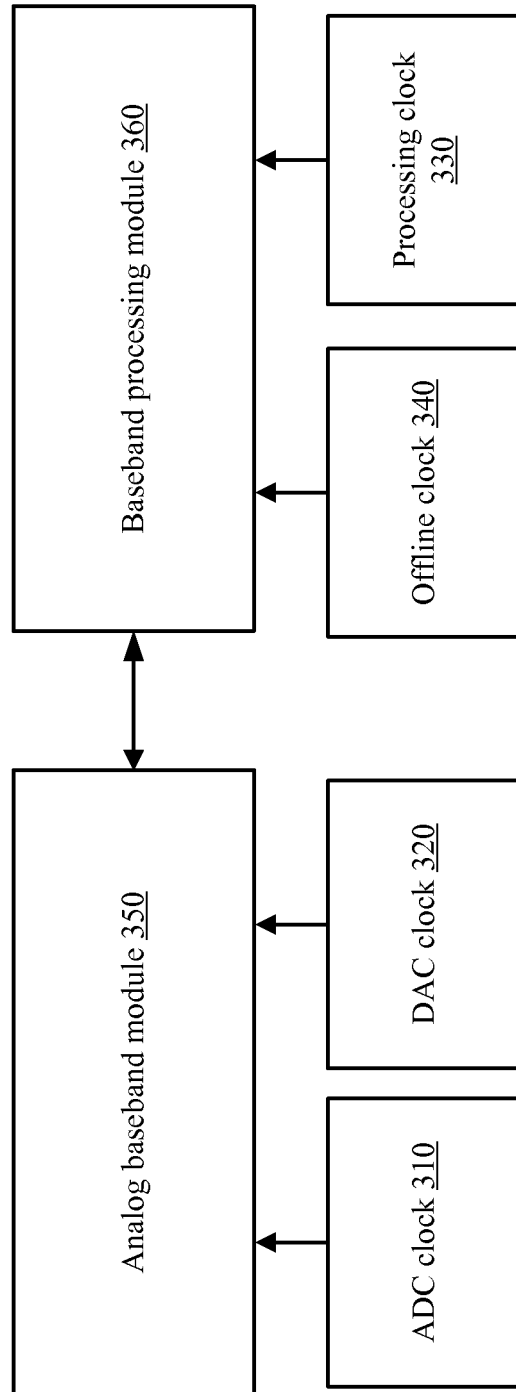 Analog baseband module 350
Baseband processing module 360
ADC clock 310
DAC clock 320
Offline clock 340
Processing clock
330